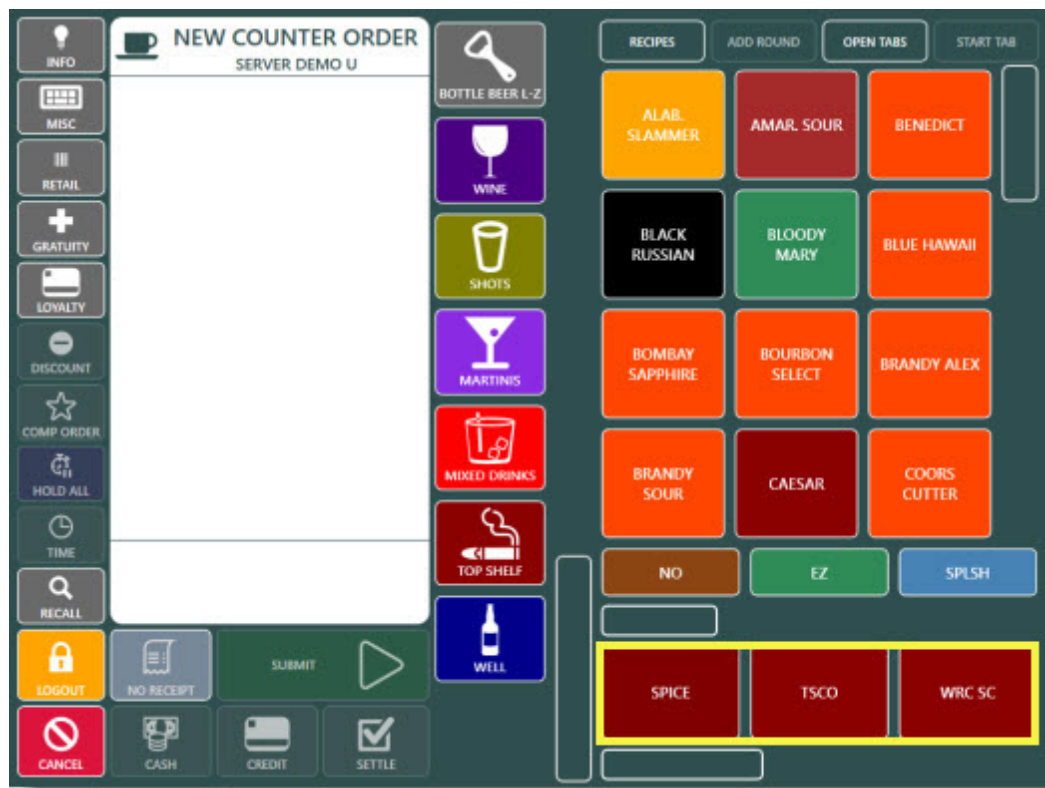 INFO
MISC
RETAIL
GRATUITY
LOYALTY
DISCOUNT
COMP ORDER
HOLD ALL
TIME
RECALL
LOGOUT
CANCEL
NEW COUNTER ORDER
SERVER DEMO U
NO RECEIPT
SUBMIT
CASH
CREDIT
SETTLE
BOTTLE BEER L-Z
WINE
SHOTS
MARTINIS
MIXED DRINKS
TOP SHELF
WELL
RECIPES
ADD ROUND
OPEN TABS
START TAB
ALAB.
SLAMMER
AMAR. SOUR
BENEDICT
BLACK
RUSSIAN
BLOODY
MARY
BLUE HAWAII
BOMBAY
SAPPHIRE
BOURBON
SELECT
BRANDY ALEX
BRANDY
SOUR
CAESAR
COORS
CUTTER
NO
EZ
SPLSH
SPICE
TSCO
WRC SC